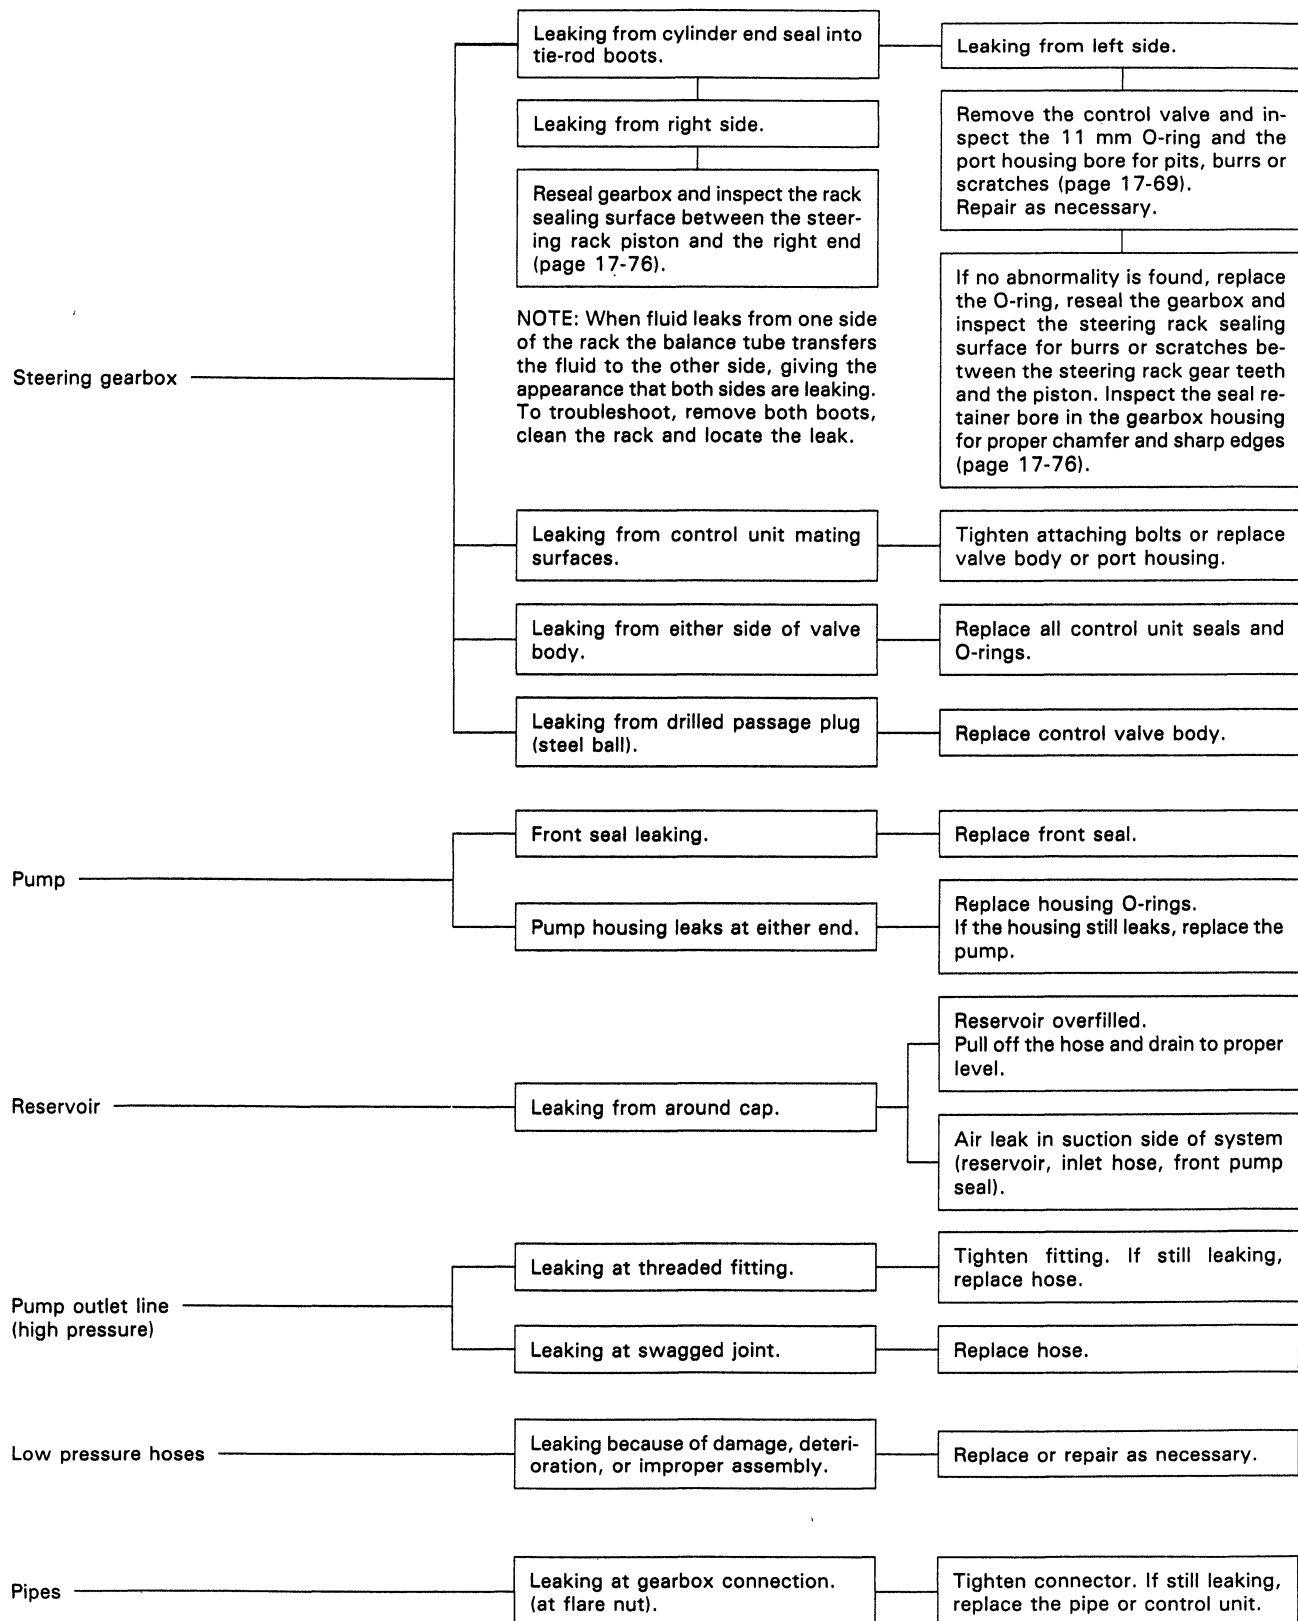 Leaking from cylinder end seal into
tie-rod boots.
Leaking from left side.
Leaking from right side.
Remove the control valve and in-
spect the 11 mm O-ring and the
port housing bore for pits, burrs or
scratches (page 17-69).
Repair as necessary.
Reseal gearbox and inspect the rack
sealing surface between the steer-
ing rack piston and the right end
(page 17-76).
If no abnormality is found, replace
the O-ring, reseal the gearbox and
inspect the steering rack sealing
surface for burrs or scratches be-
tween the steering rack gear teeth
and the piston. Inspect the seal re-
tainer bore in the gearbox housing
for proper chamfer and sharp edges
(page 17-76).
NOTE: When fluid leaks from one side
of the rack the balance tube transfers
the fluid to the other side, giving the
appearance that both sides are leaking.
To troubleshoot, remove both boots,
clean the rack and locate the leak.
Steering gearbox
Leaking from control unit mating
surfaces.
Tighten attaching bolts or replace
valve body or port housing.
Leaking from either side of valve
body.
Replace all control unit seals and
O-rings.
Leaking from drilled passage plug
(steel ball).
Replace control valve body.
Pump
Front seal leaking.
Replace front seal.
Pump housing leaks at either end.
Replace housing O-rings.
If the housing still leaks, replace the
pump.
Reservoir
Leaking from around cap.
Reservoir overfilled.
Pull off the hose and drain to proper
level.
Air leak in suction side of system
(reservoir, inlet hose, front pump
seal).
Pump outlet line
(high pressure)
Leaking at threaded fitting.
Tighten fitting. If still leaking,
replace hose.
Leaking at swagged joint.
Replace hose.
Low pressure hoses
Leaking because of damage, deteri-
oration, or improper assembly.
Replace or repair as necessary.
Pipes
Leaking at gearbox connection.
(at flare nut).
Tighten connector. If still leaking,
replace the pipe or control unit.